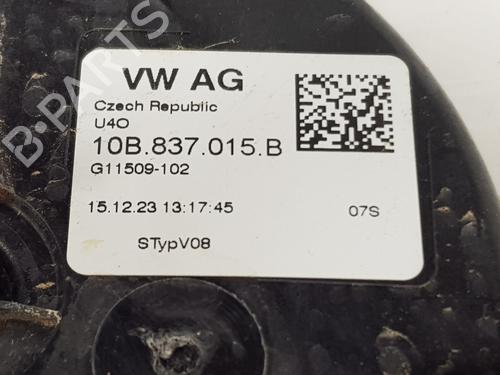 B-PARTS
VW AG
Czech Republic
U4O
10B.837.015.B
G11509-102
15.12.23 13:17:45
07S
STypV08